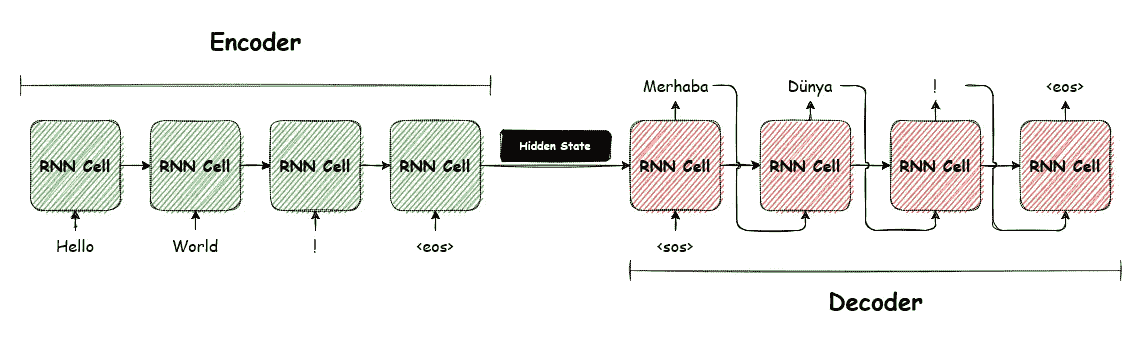 Encoder
Merhaba Dünya ! <eos>
RNN Cell RNN Cell RNN Cell RNN Cell Hidden State RNN Cell RNN Cell RNN Cell RNN Cell
Hello World ! <eos> <sos>
Decoder